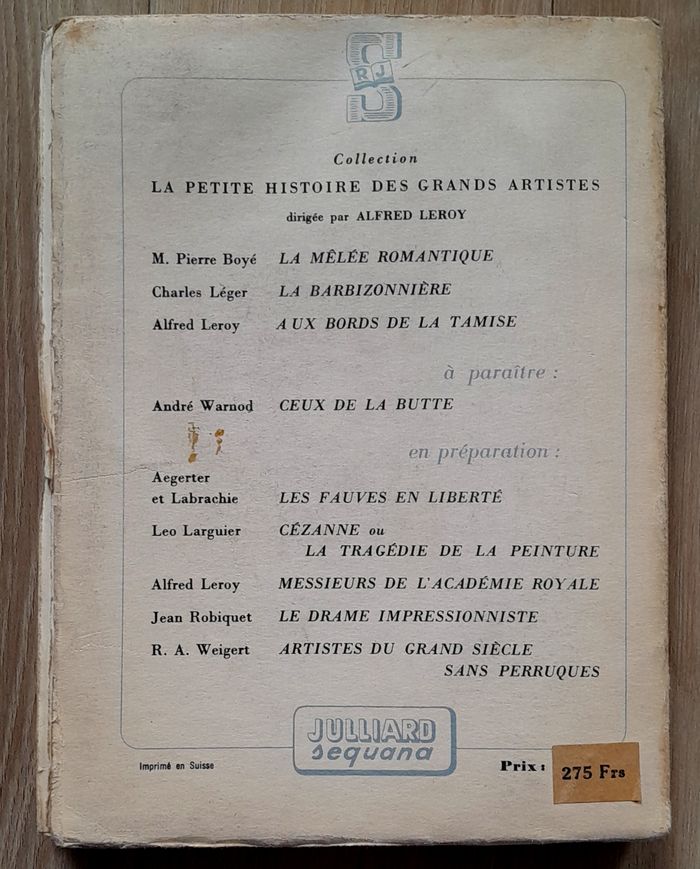 S
RJ
Collection
LA PETITE HISTOIRE DES GRANDS ARTISTES
dirigée par ALFRED LEROY
M. Pierre Boyé LA MÊLÉE ROMANTIQUE
Charles Léger LA BARBIZONNIÈRE
Alfred Leroy AUX BORDS DE LA TAMISE
à paraître :
André Warnod CEUX DE LA BUTTE
en préparation :
Aegerter
et Labrachie LES FAUVES EN LIBERTÉ
Leo Larguier CÉZANNE ou
LA TRAGÉDIE DE LA PEINTURE
Alfred Leroy MESSIEURS DE L'ACADÉMIE ROYALE
Jean Robiquet LE DRAME IMPRESSIONNISTE
R. A. Weigert ARTISTES DU GRAND SIÈCLE
SANS PERRUQUES
JULLIARD
sequana
Imprimé en Suisse
Prix : 275 Frs